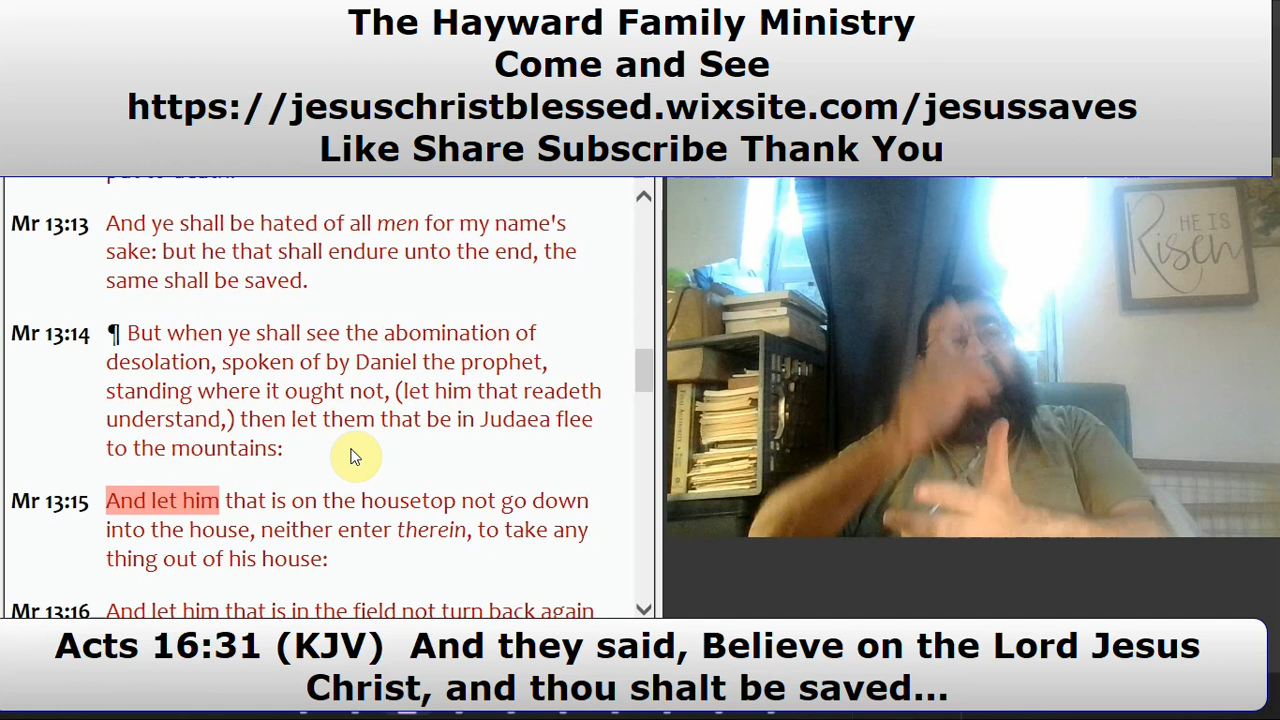 The Hayward Family Ministry
Come and See
https://jesuschristblessed.wixsite.com/jesussaves
Like Share Subscribe Thank You
Mr 13:13 And ye shall be hated of all men for my name's
sake: but he that shall endure unto the end, the
same shall be saved.
Mr 13:14 ¶ But when ye shall see the abomination of
desolation, spoken of by Daniel the prophet,
standing where it ought not, (let him that readeth
understand,) then let them that be in Judaea flee
to the mountains:
Mr 13:15 And let him that is on the housetop not go down
into the house, neither enter therein, to take any
thing out of his house:
Mr 13:16 And let him that is in the field not turn back again
HE IS
Risen
Acts 16:31 (KJV) And they said, Believe on the Lord Jesus
Christ, and thou shalt be saved...